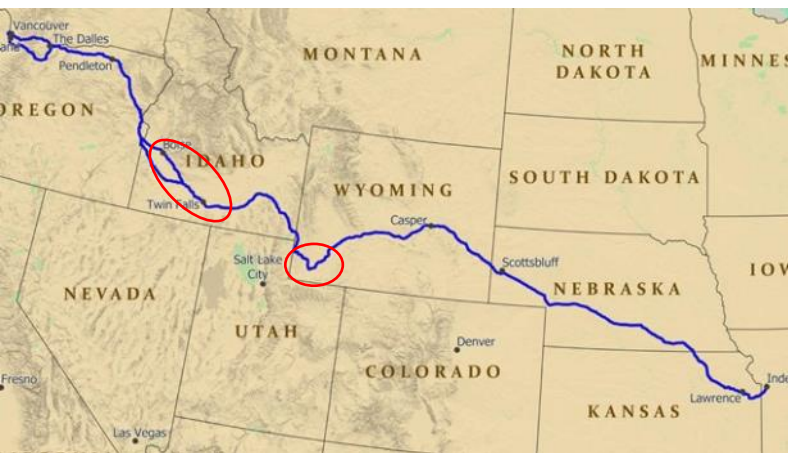 Vancouver
The Dalles
Pendleton
OREGON
MONTANA
NORTH
DAKOTA
MINNES
Boise
IDAHO
Twin Falls
WYOMING
Casper
SOUTH DAKOTA
Scottsbluff
NEBRASKA
IOW
Salt Lake
City
NEVADA
UTAH
Denver
COLORADO
Fresno
Las Vegas
KANSAS
Lawrence
Inde